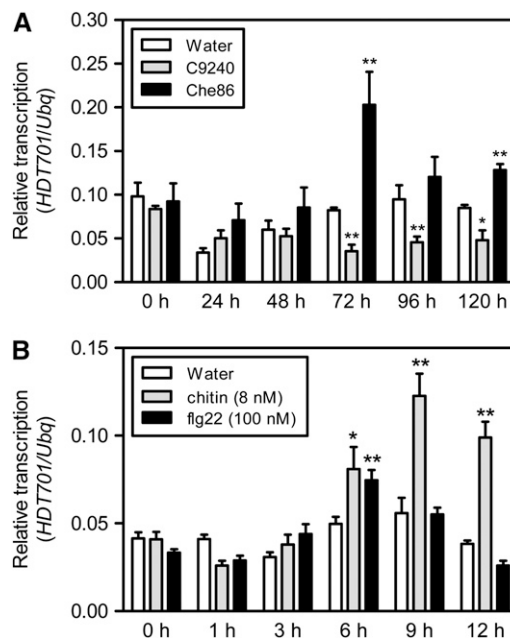 A
Relative transcription
(HDT701/Ubq)
0.30
0.25
0.20
0.15
0.10
0.05
0.00
Water
C9240
Che86
**
**
**
*
**
0 h 24 h 48 h 72 h 96 h 120 h
B
Relative transcription
(HDT701/Ubq)
0.15
0.10
0.05
0.00
Water
chitin (8 nM)
flg22 (100 nM)
*
**
**
**
0 h 1 h 3 h 6 h 9 h 12 h